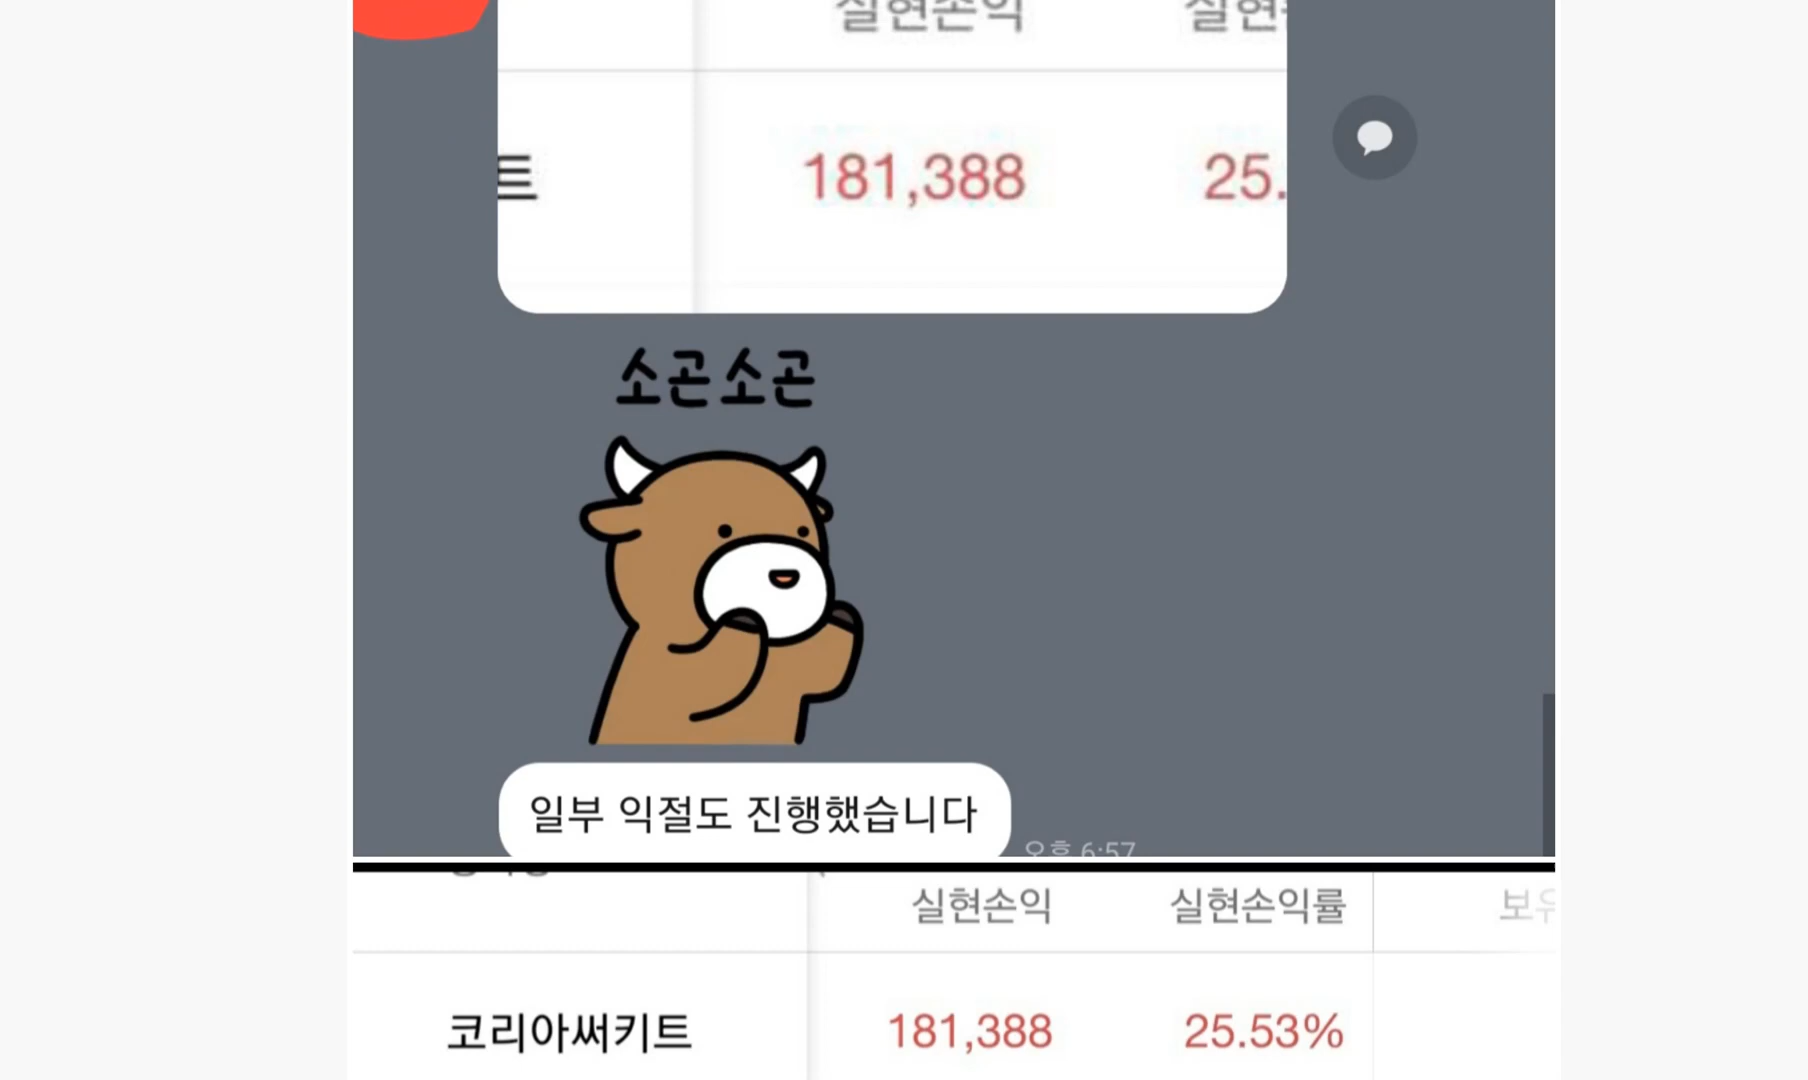 실현손익
트 181,388 25.
소곤소곤
일부 익절도 진행했습니다
오후 6:57
실현손익 실현손익률
코리아써키트 181,388 25.53%